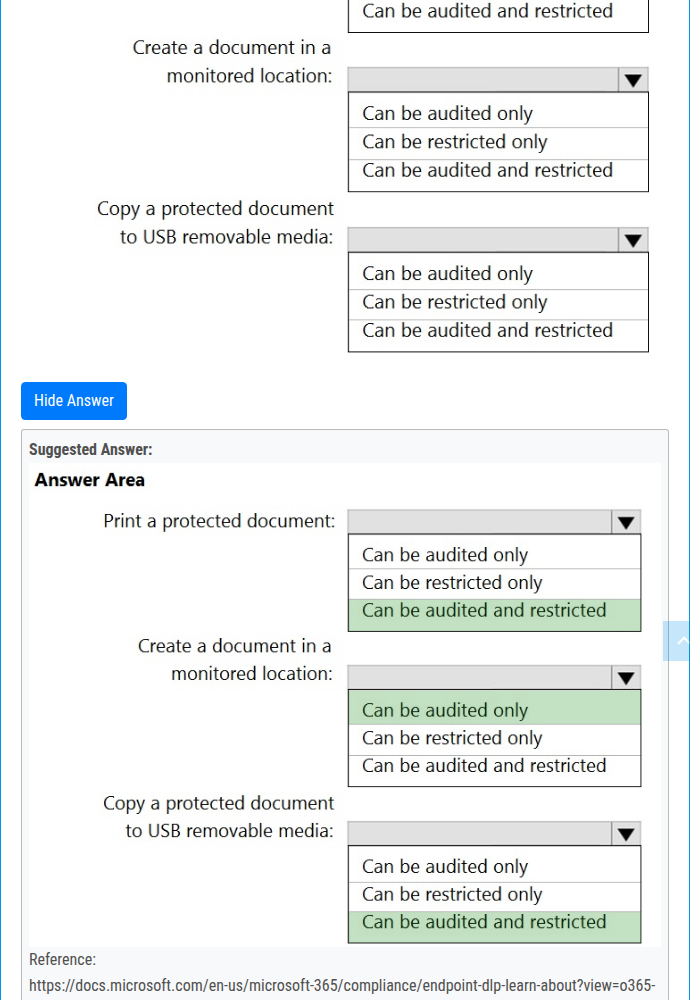 Can be audited and restricted
Create a document in a
monitored location:
Can be audited only
Can be restricted only
Can be audited and restricted
Copy a protected document
to USB removable media:
Can be audited only
Can be restricted only
Can be audited and restricted
Hide Answer
Suggested Answer:
Answer Area
Print a protected document:
Can be audited only
Can be restricted only
Can be audited and restricted
Create a document in a
monitored location:
Can be audited only
Can be restricted only
Can be audited and restricted
Copy a protected document
to USB removable media:
Can be audited only
Can be restricted only
Can be audited and restricted
Reference:
https://docs.microsoft.com/en-us/microsoft-365/compliance/endpoint-dlp-learn-about?view=o365-